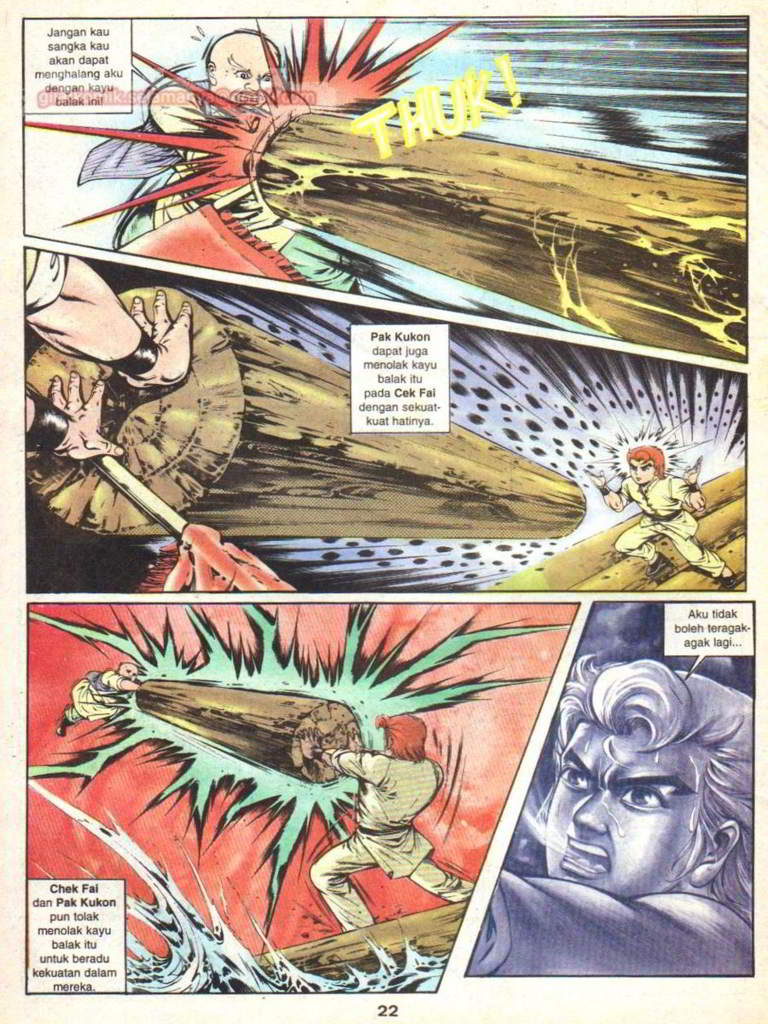 Jangan kau
sangka kau
akan dapat
menghalang aku
dengan kayu
balak ini!
THUK!
Pak Kukon
dapat juga
menolak kayu
balak itu
pada Cek Fai
dengan sekuat-
kuat hatinya.
Aku tidak
boleh teragak-
agak lagi...
Chek Fai
dan Pak Kukon
pun tolak
menolak kayu
balak itu
untuk beradu
kekuatan dalam
mereka.
22